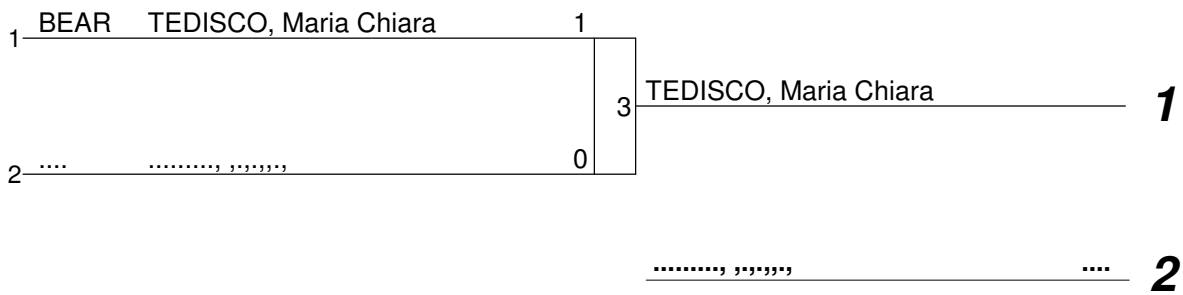 1 BEAR TEDISCO, Maria Chiara 1
3 TEDISCO, Maria Chiara 1
2 .... ........., ,.,.,,., 0
........., ,.,.,,., .... 2